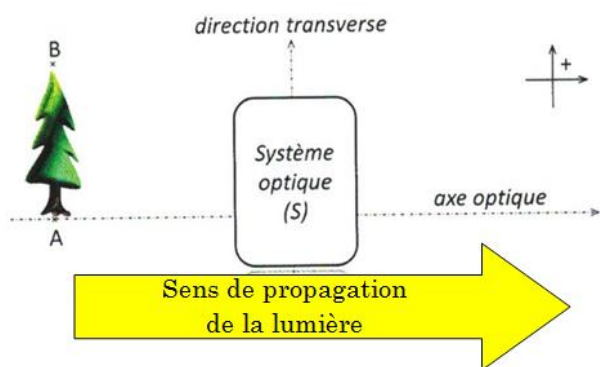 direction transverse
B
+
Système
optique
(S)
axe optique
A
Sens de propagation
de la lumière